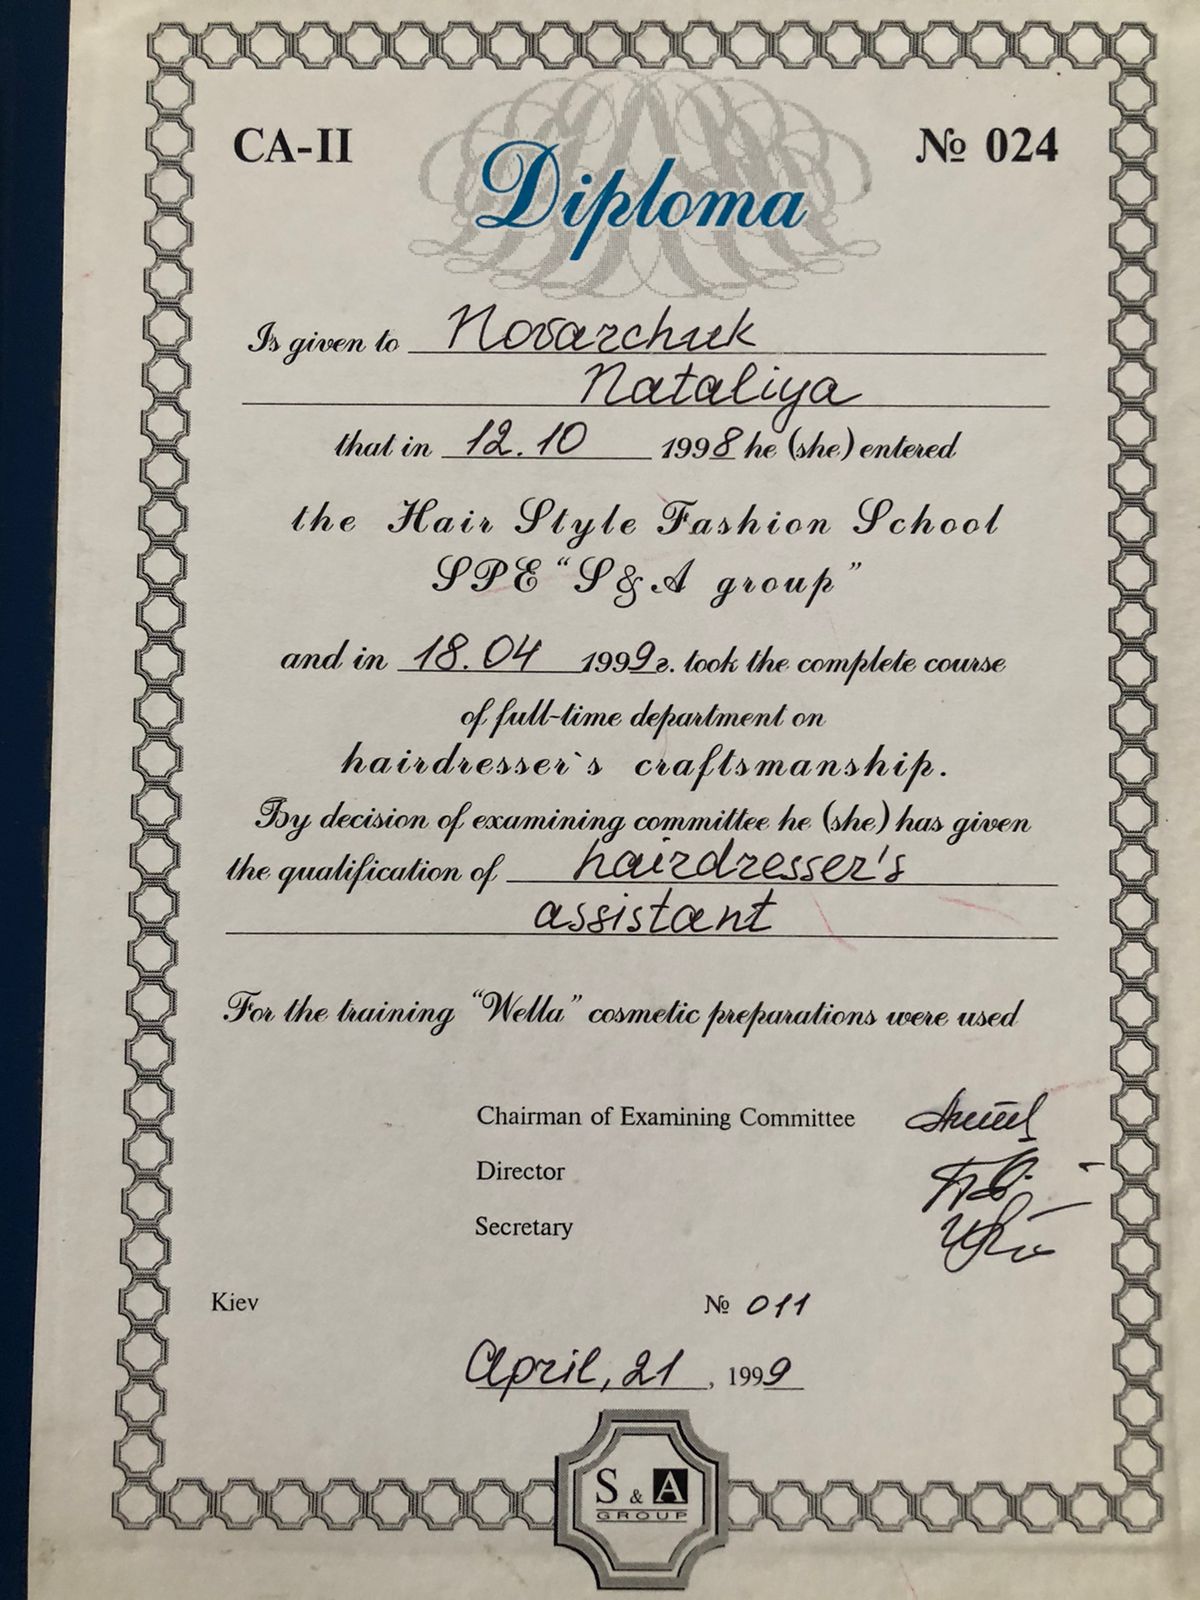 CA-II № 024
Diploma
Is given to Novarchuk
Nataliya
that in 12.10 1998 he (she) entered
the Hair Style Fashion School
SPE "S&A group"
and in 18.04 1999г. took the complete course
of full-time department on
hairdresser`s craftsmanship.
By decision of examining committee he (she) has given
the qualification of hairdresser's
assistant
For the training "Wella" cosmetic preparations were used
Chairman of Examining Committee
Director
Secretary
Kiev № 011
April, 21, 1999
S & A
GROUP